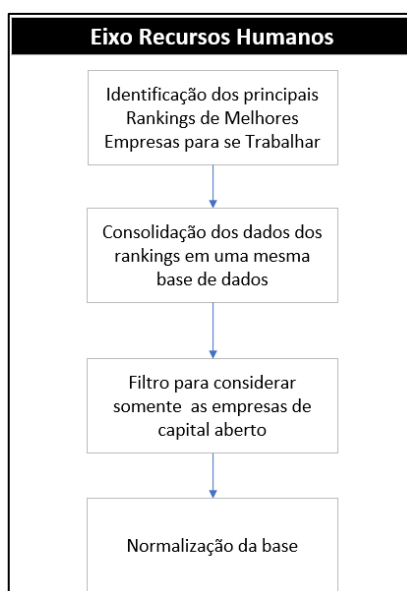 Eixo Recursos Humanos
Identificação dos principais
Rankings de Melhores
Empresas para se Trabalhar
Consolidação dos dados dos
rankings em uma mesma
base de dados
Filtro para considerar
somente as empresas de
capital aberto
Normalização da base